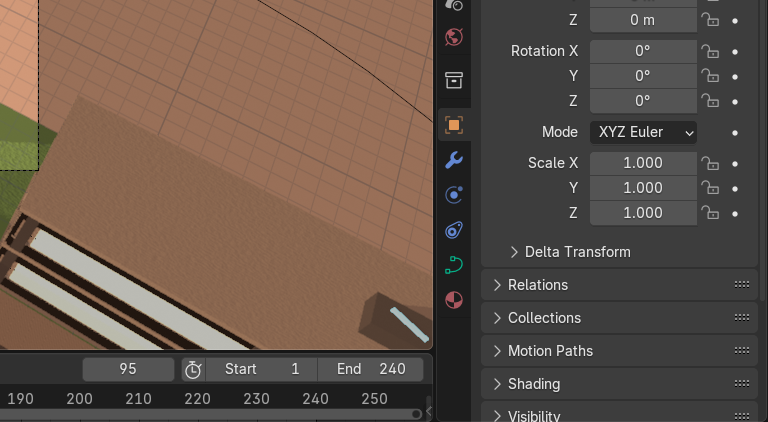 Z 0 m
Rotation X 0°
Y 0°
Z 0°
Mode XYZ Euler
Scale X 1.000
Y 1.000
Z 1.000
Delta Transform
Relations
Collections
Motion Paths
Shading
Visibility
95 Start 1 End 240
190 200 210 220 230 240 250